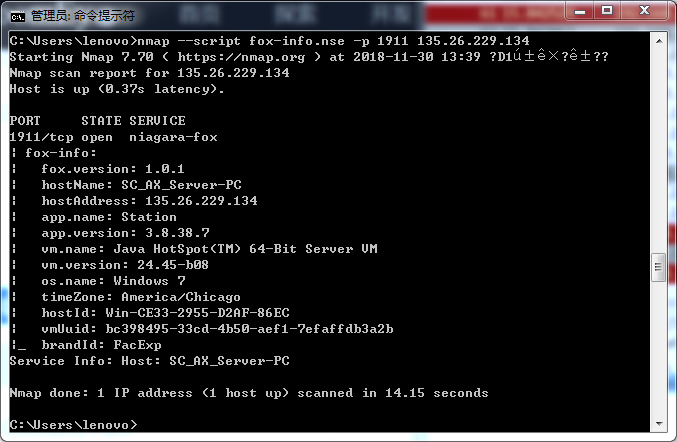 管理员: 命令提示符
C:\Users\lenovo>nmap --script fox-info.nse -p 1911 135.26.229.134
Starting Nmap 7.70 ( https://nmap.org ) at 2018-11-30 13:39 ?D1ú±ê×?ê±??
Nmap scan report for 135.26.229.134
Host is up (0.37s latency).
PORT     STATE SERVICE
1911/tcp open  niagara-fox
| fox-info:
|   fox.version: 1.0.1
|   hostName: SC_AX_Server-PC
|   hostAddress: 135.26.229.134
|   app.name: Station
|   app.version: 3.8.38.7
|   vm.name: Java HotSpot(TM) 64-Bit Server VM
|   vm.version: 24.45-b08
|   os.name: Windows 7
|   timeZone: America/Chicago
|   hostId: Win-CE33-2955-D2AF-86EC
|   vmUuid: bc398495-33cd-4b50-aef1-7efaffdb3a2b
|_  brandId: FacExp
Service Info: Host: SC_AX_Server-PC
Nmap done: 1 IP address (1 host up) scanned in 14.15 seconds
C:\Users\lenovo>